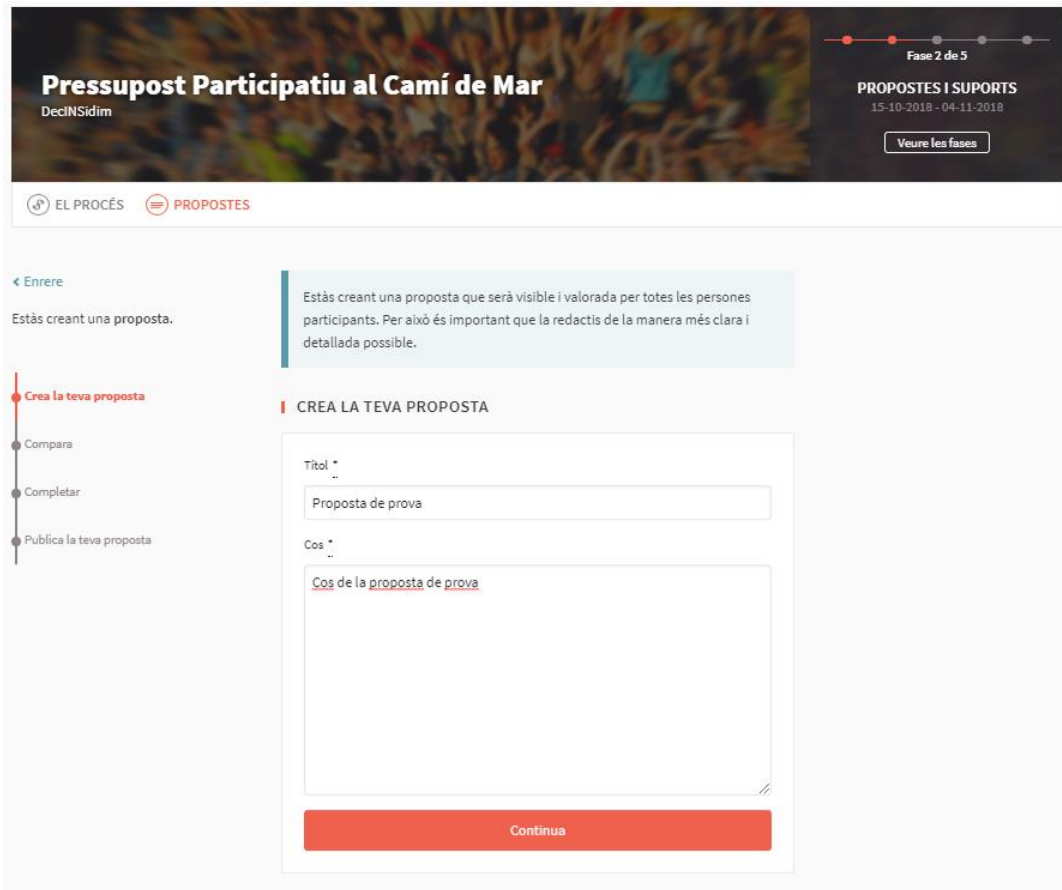 Pressupost Participatiu al Camí de Mar
DecINSidim
Fase 2 de 5
PROPOSTES I SUPORTS
15-10-2018 - 04-11-2018
Veure les fases
EL PROCÉS
PROPOSTES
Enrere
Estàs creant una proposta.
Crea la teva proposta
Compara
Completar
Publica la teva proposta
Estàs creant una proposta que serà visible i valorada per totes les persones
participants. Per això és important que la redactis de la manera més clara i
detallada possible.
CREA LA TEVA PROPOSTA
Títol *
Proposta de prova
Cos *
Cos de la proposta de prova
Continua